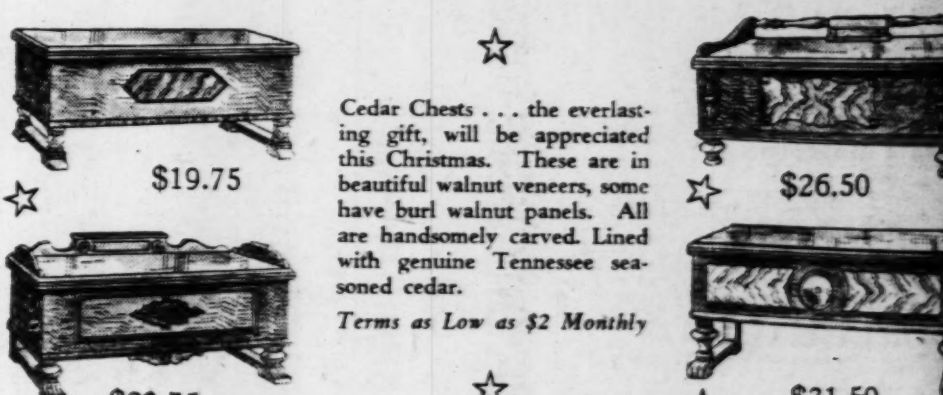 $19.75
Cedar Chests . . . the everlast-
ing gift, will be appreciated
this Christmas. These are in
beautiful walnut veneers, some
have burl walnut panels. All
are handsomely carved. Lined
with genuine Tennessee sea-
soned cedar.
Terms as Low as $2 Monthly
$26.50